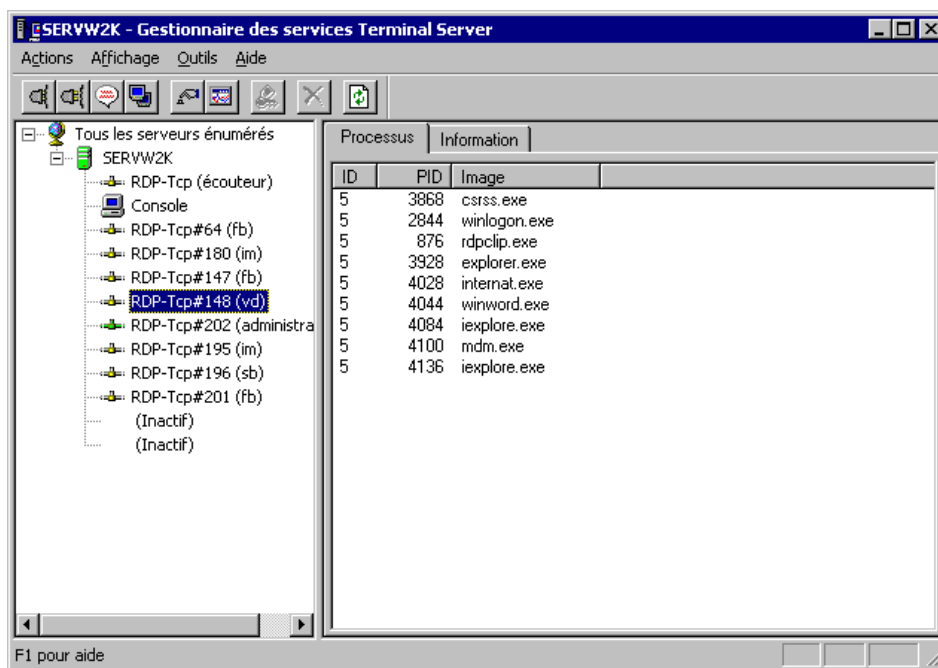 SERVW2K - Gestionnaire des services Terminal Server
Actions Affichage Outils Aide
Tous les serveurs énumérés
SERVW2K
RDP-Tcp (écouteur)
Console
RDP-Tcp#64 (fb)
RDP-Tcp#180 (im)
RDP-Tcp#147 (fb)
RDP-Tcp#148 (vd)
RDP-Tcp#202 (administra
RDP-Tcp#195 (im)
RDP-Tcp#196 (sb)
RDP-Tcp#201 (fb)
(Inactif)
(Inactif)
Processus Information
ID PID Image
5 3868 csrss.exe
5 2844 winlogon.exe
5 876 rdpclip.exe
5 3928 explorer.exe
5 4028 internat.exe
5 4044 winword.exe
5 4084 iexplore.exe
5 4100 mdm.exe
5 4136 iexplore.exe
F1 pour aide